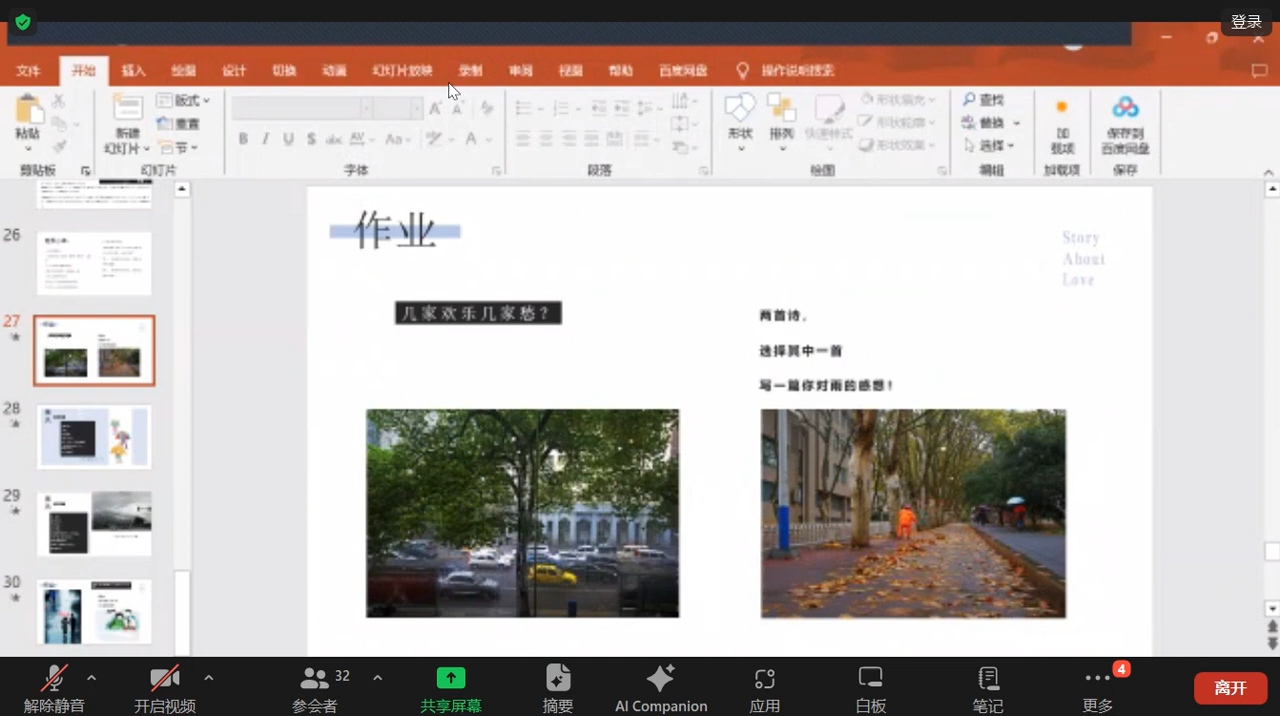 登录
文件 开始 插入 绘图 设计 切换 动画 幻灯片放映 录制 审阅 视图 帮助 百度网盘 操作说明搜索
版式 形状填充 查找
粘贴 新建 重置 形状 排列 快速样式 形状轮廓 替换 加 保存到
幻灯片 节 形状效果 选择 载项 百度网盘
剪贴板 幻灯片 字体 段落 绘图 编辑 加载项 保存
26
27
28
29
30
作业
Story
About
Love
几家欢乐几家愁？
两首诗，
选择其中一首
写一篇你对雨的感想！
32
4
解除静音 开启视频 参会者 共享屏幕 摘要 AI Companion 应用 白板 笔记 更多 离开